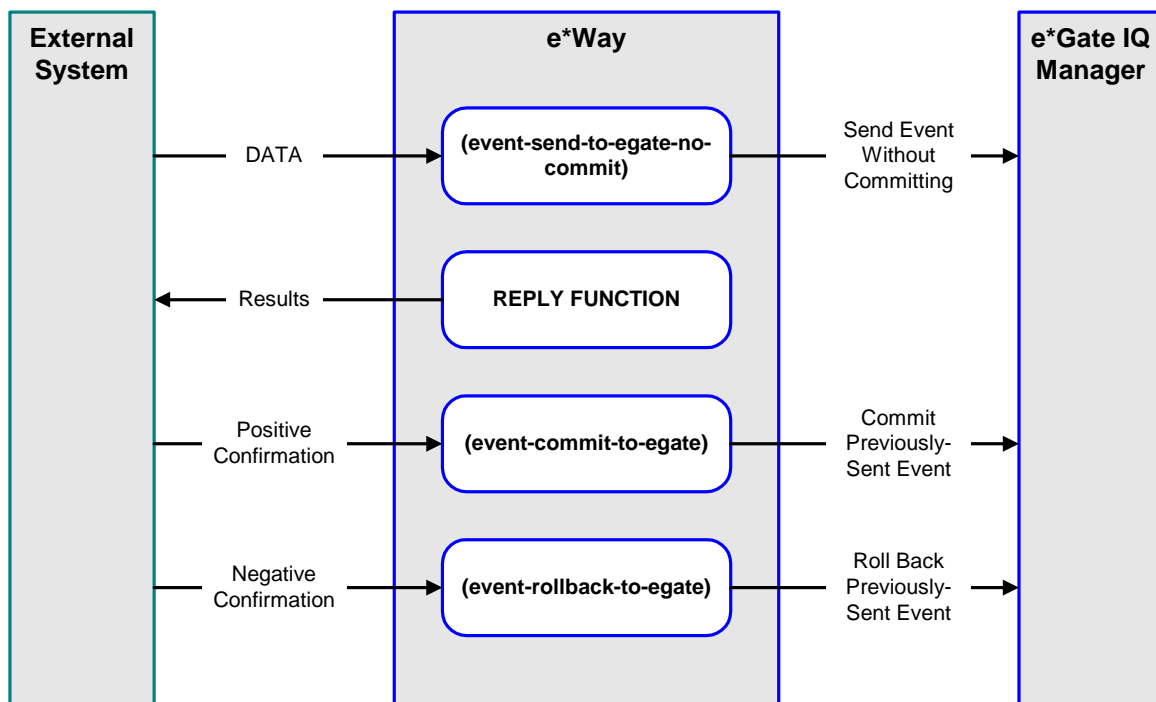 External
System
e*Way
e*Gate IQ
Manager
DATA
(event-send-to-egate-no-
commit)
Send Event
Without
Committing
Results
REPLY FUNCTION
Positive
Confirmation
(event-commit-to-egate)
Commit
Previously-
Sent Event
Negative
Confirmation
(event-rollback-to-egate)
Roll Back
Previously-
Sent Event